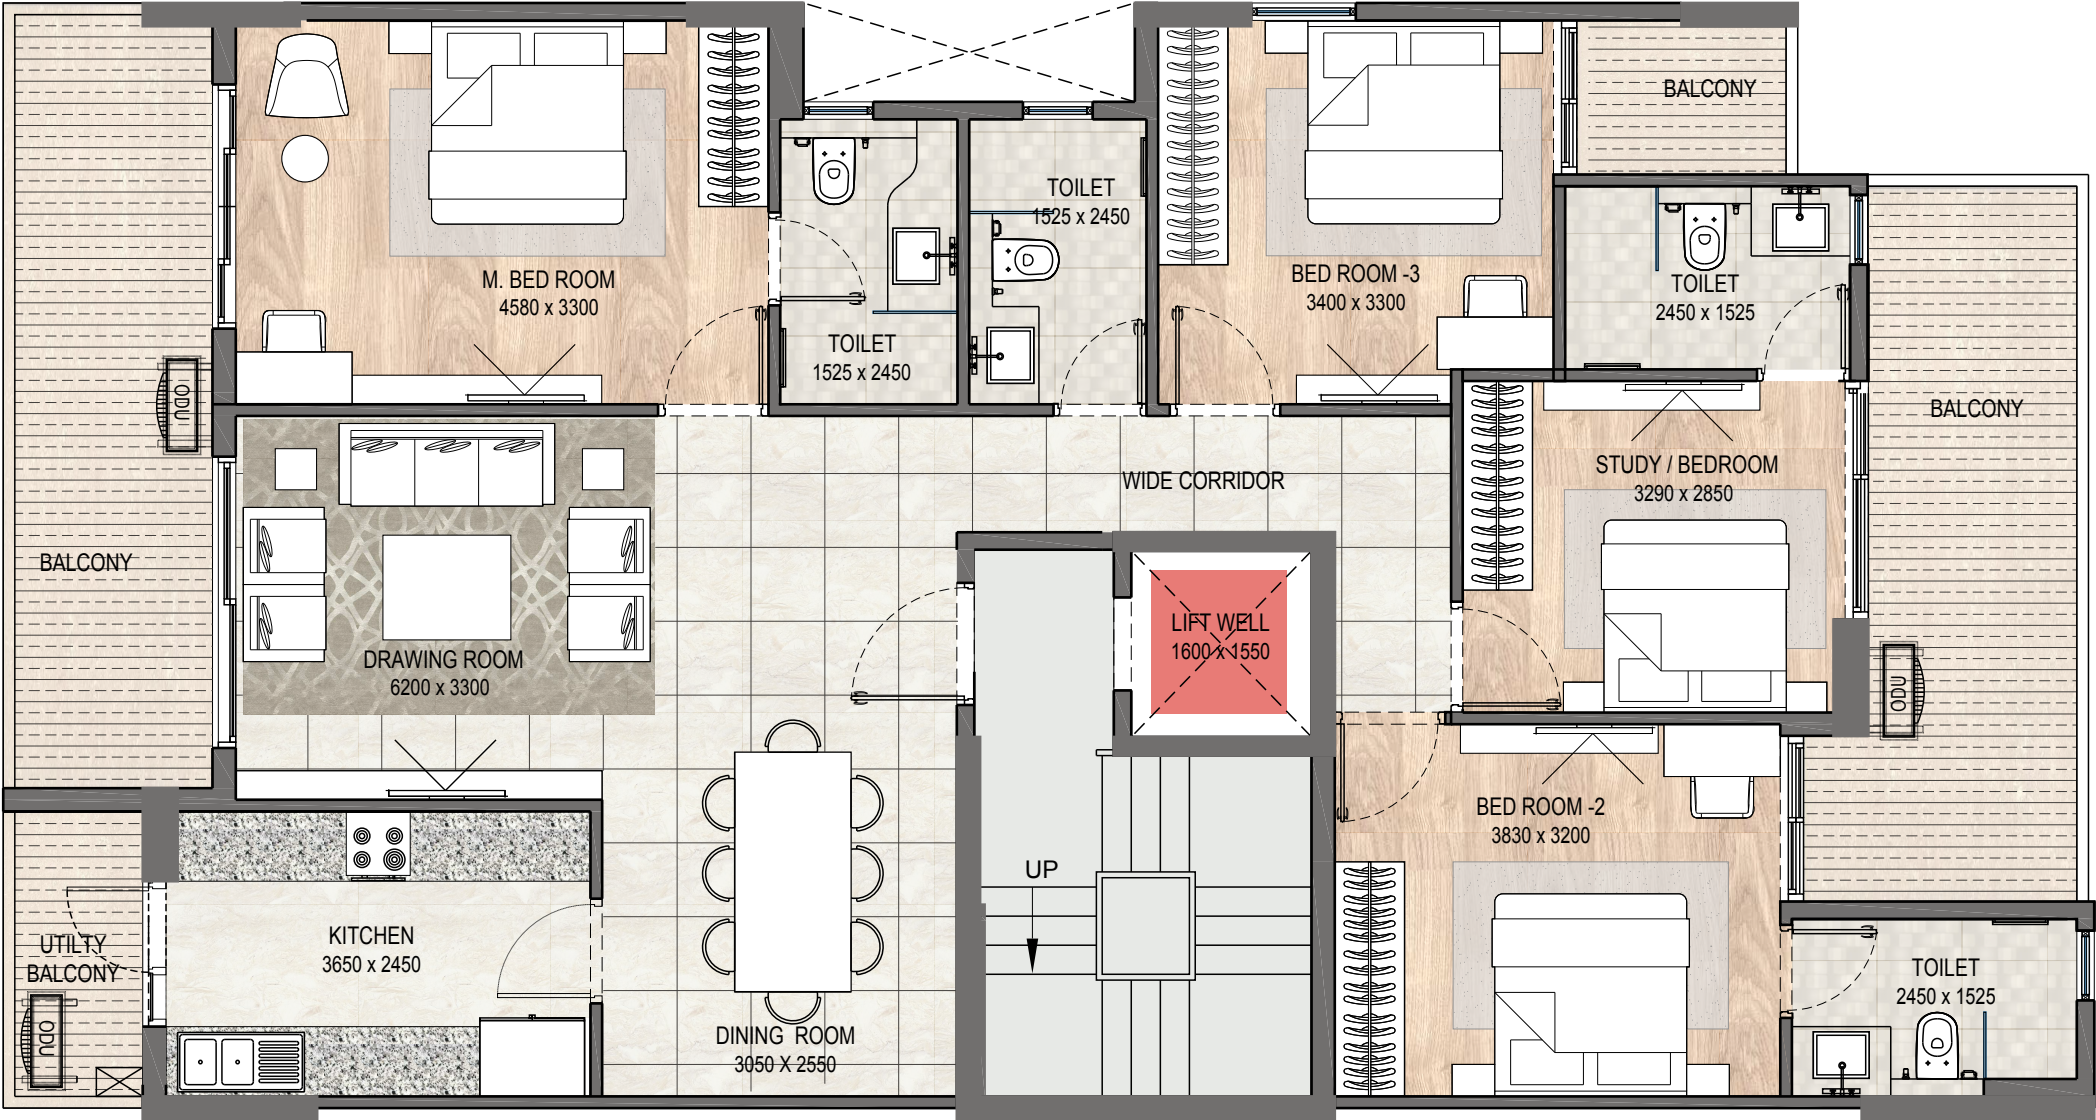 BALCONY
TOILET
1525 x 2450
M. BED ROOM
4580 x 3300
BED ROOM -3
3400 x 3300
TOILET
2450 x 1525
TOILET
1525 x 2450
ODU
BALCONY
WIDE CORRIDOR
STUDY / BEDROOM
3290 x 2850
BALCONY
LIFT WELL
1600 x 1550
DRAWING ROOM
6200 x 3300
ODU
BED ROOM -2
3830 x 3200
UP
KITCHEN
3650 x 2450
UTILTY
BALCONY
TOILET
2450 x 1525
ODU
DINING ROOM
3050 X 2550